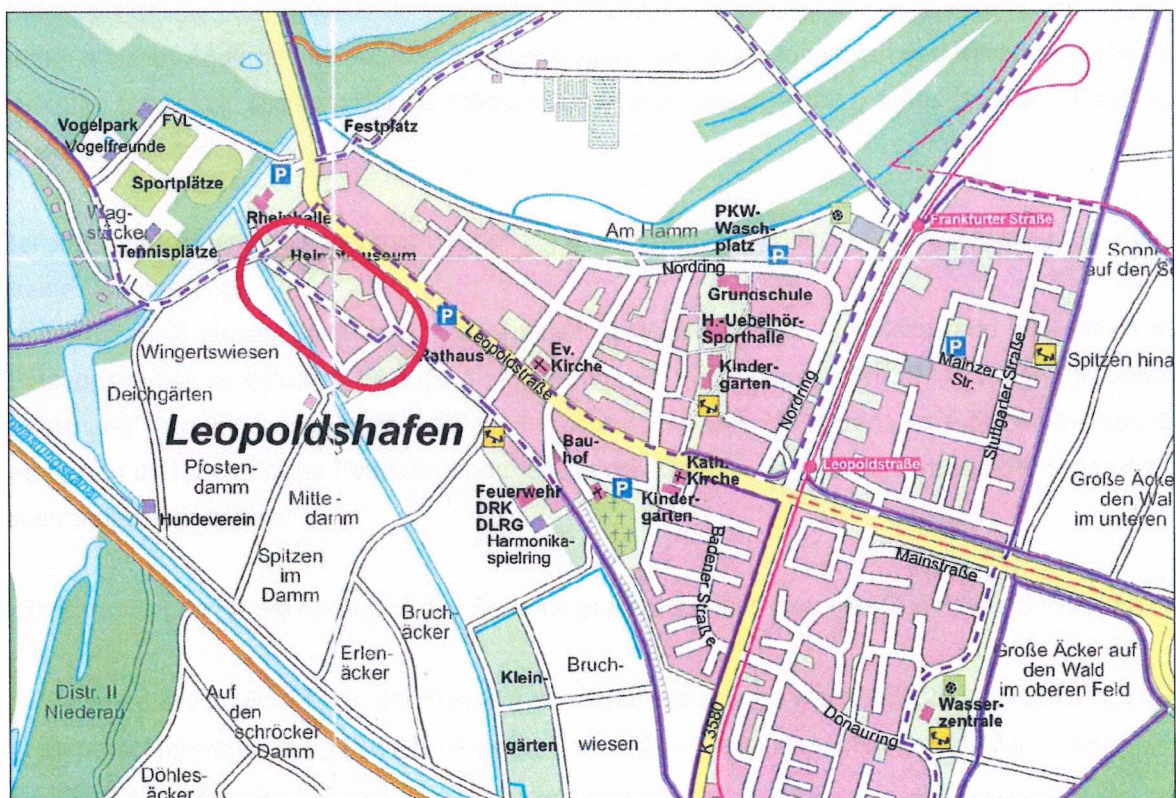 Vogelpark
Vogelfreunde
FVL
Sportplätze
Tennisplätze
Festplatz
P
Rheinhalle
Am Hamm
PKW-
Wasch-
platz
P
Nordring
Grundschule
H.-Uebelhör-
Sporthalle
Kinder-
gärten
Frankfurter Straße
Mainzer
Str.
P
Stuttgarter Straße
Spitzen hina
Wingertswiesen
Deichgärten
Leopoldshafen
P
Rathaus
Leopoldstraße
Ev.
Kirche
Nordring
Leopoldstraße
Bau-
hof
Kath.
Kirche
Kinder-
gärten
P
Pfosten-
damm
Hundeverein
Mittel-
damm
Feuerwehr
DRK
DLRG
Harmonika-
spielring
Spitzen
im
Damm
Bruch-
äcker
Erlen-
äcker
Badener Straße
Mainstraße
Große Äcke
den Wal
im unteren
Große Äcker auf
den Wald
im oberen Feld
Klein-
gärten
Bruch-
wiesen
K 3580
Donauring
Wasser-
zentrale
Distr. II
Niederau
Auf
den
schröcker
Damm
Döhles-
äcker